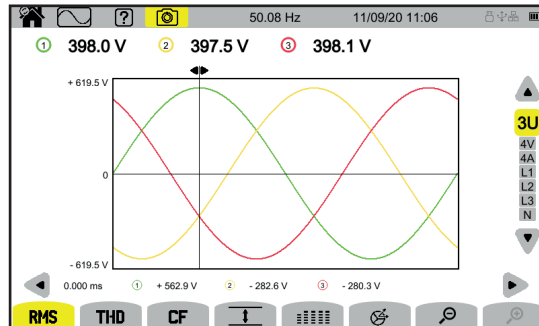 ? 50.08 Hz 11/09/20 11:06
1 398.0 V 2 397.5 V 3 398.1 V
+ 619.5 V
3U
4V
4A
L1
L2
L3
N
0
- 619.5 V
0.000 ms 1 + 562.9 V 2 - 282.6 V 3 - 280.3 V
RMS THD CF